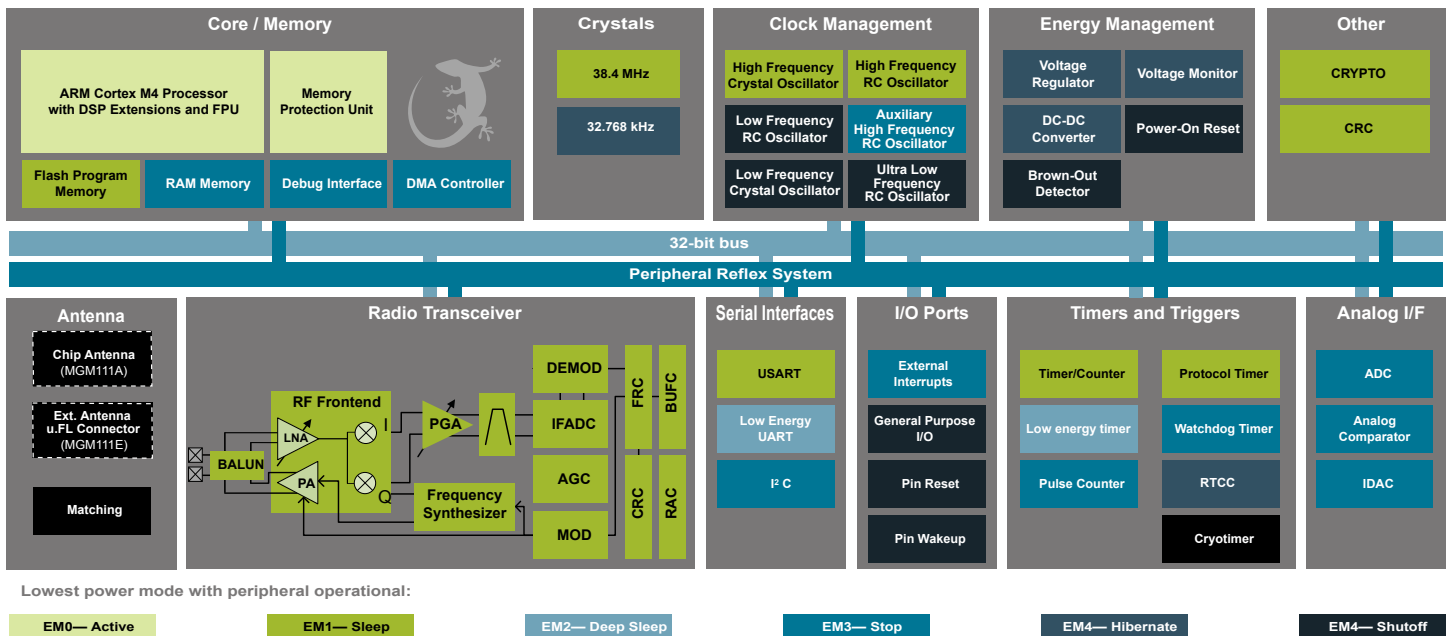 Core / Memory
ARM Cortex M4 Processor
with DSP Extensions and FPU
Memory
Protection Unit
Flash Program
Memory
RAM Memory
Debug Interface
DMA Controller
Crystals
38.4 MHz
32.768 kHz
Clock Management
High Frequency
Crystal Oscillator
High Frequency
RC Oscillator
Low Frequency
RC Oscillator
Auxiliary
High Frequency
RC Oscillator
Low Frequency
Crystal Oscillator
Ultra Low
Frequency
RC Oscillator
Energy Management
Voltage
Regulator
Voltage Monitor
DC-DC
Converter
Power-On Reset
Brown-Out
Detector
Other
CRYPTO
CRC
32-bit bus
Peripheral Reflex System
Antenna
Chip Antenna
(MGM111A)
Ext. Antenna
u.FL Connector
(MGM111E)
Matching
Radio Transceiver
RF Frontend
LNA
I
BALUN
PA
Q
PGA
Frequency
Synthesizer
DEMOD
IFADC
AGC
MOD
FRC
BUFC
CRC
RAC
Serial Interfaces
USART
Low Energy
UART
I² C
I/O Ports
External
Interrupts
General Purpose
I/O
Pin Reset
Pin Wakeup
Timers and Triggers
Timer/Counter
Protocol Timer
Low energy timer
Watchdog Timer
Pulse Counter
RTCC
Cryotimer
Analog I/F
ADC
Analog
Comparator
IDAC
Lowest power mode with peripheral operational:
EM0— Active
EM1— Sleep
EM2— Deep Sleep
EM3— Stop
EM4— Hibernate
EM4— Shutoff